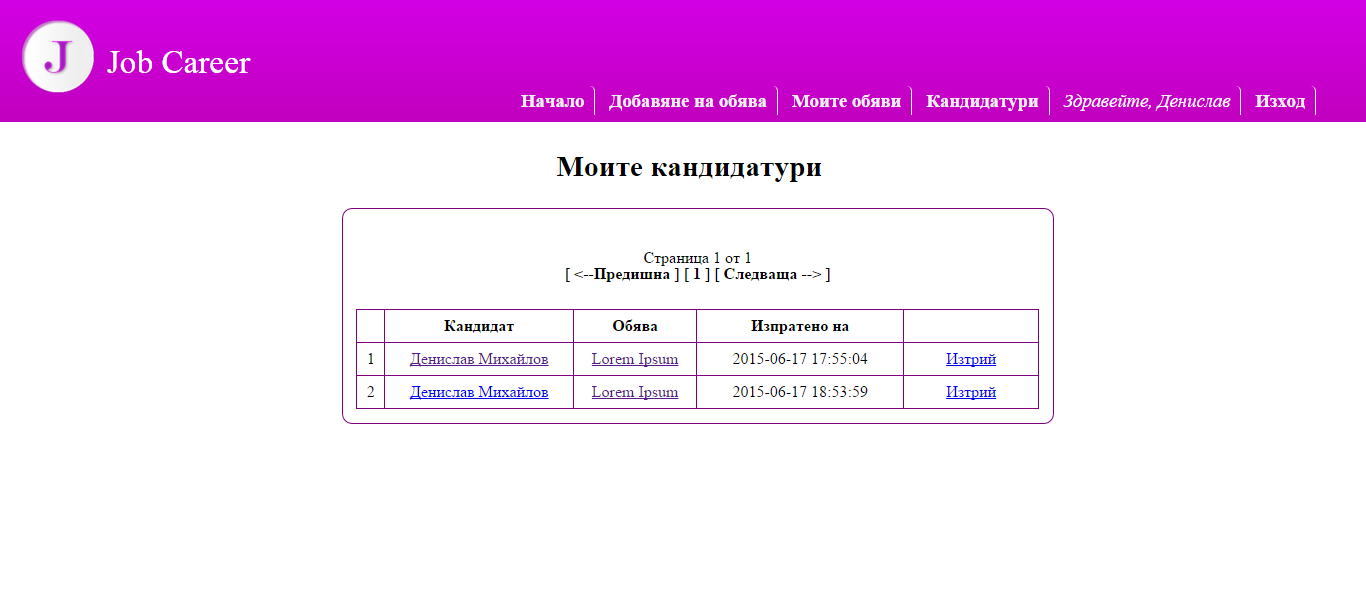 J Job Career
Начало Добавяне на обява Моите обяви Кандидатури Здравейте, Денислав Изход
Моите кандидатури
Страница 1 от 1
[ <--Предишна ] [ 1 ] [ Следваща --> ]
Кандидат Обява Изпратено на
1 Денислав Михайлов Lorem Ipsum 2015-06-17 17:55:04 Изтрий
2 Денислав Михайлов Lorem Ipsum 2015-06-17 18:53:59 Изтрий